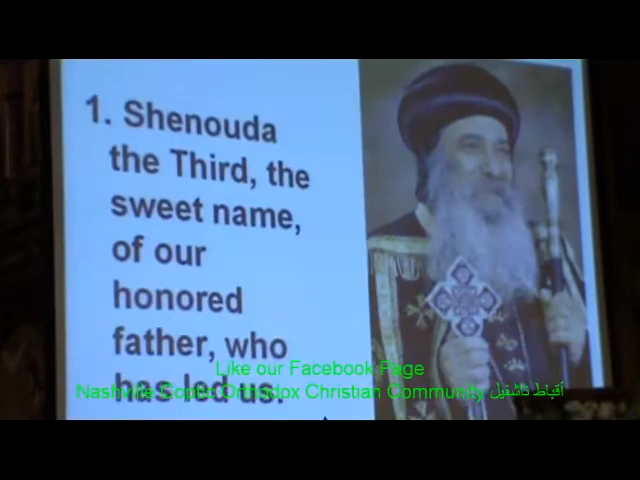 1. Shenouda
the Third, the
sweet name,
of our
honored
father, who
has led us.
Like our Facebook Page
Nashville Coptic Orthodox Christian Community أقباط ناشفيل